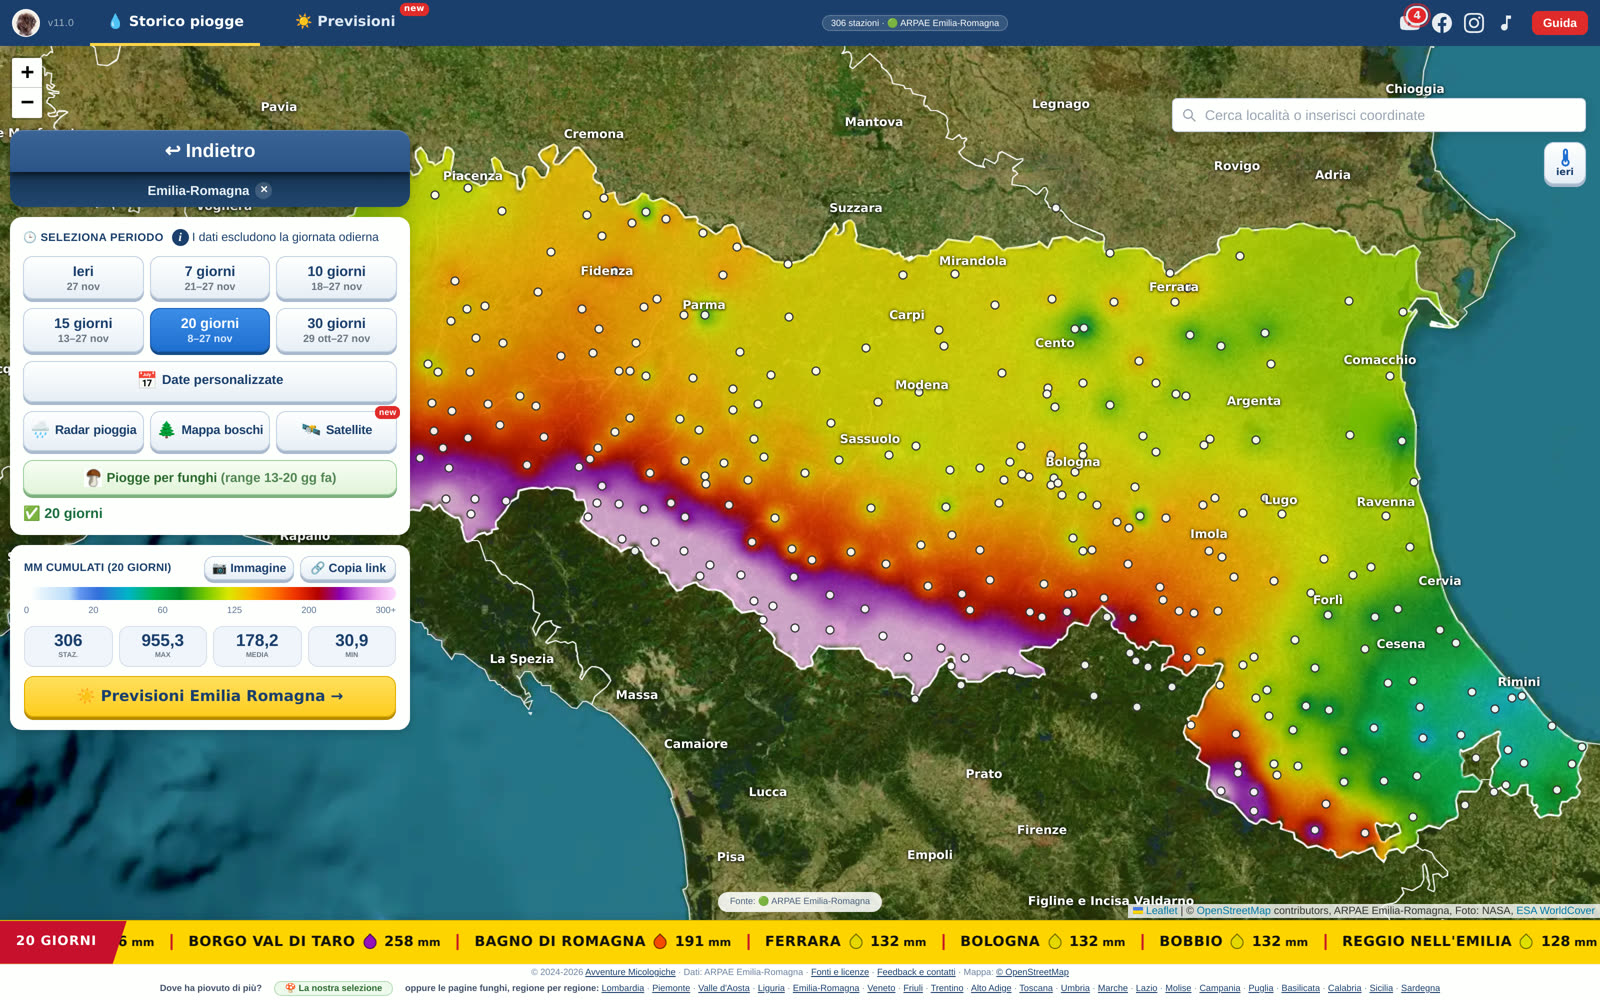 v11.0
Storico piogge
Previsioni
new
306 stazioni · ARPAE Emilia-Romagna
4
Guida
+
−
Cerca località o inserisci coordinate
ieri
↩ Indietro
Emilia-Romagna ×
SELEZIONA PERIODO i I dati escludono la giornata odierna
Ieri
27 nov
7 giorni
21–27 nov
10 giorni
18–27 nov
15 giorni
13–27 nov
20 giorni
8–27 nov
30 giorni
29 ott–27 nov
Date personalizzate
Radar pioggia
Mappa boschi
Satellite
new
Piogge per funghi (range 13-20 gg fa)
20 giorni
MM CUMULATI (20 GIORNI)
Immagine
Copia link
0 20 60 125 200 300+
306
STAZ.
955,3
MAX
178,2
MEDIA
30,9
MIN
Previsioni Emilia Romagna →
Pavia
Cremona
Mantova
Legnago
Chioggia
Rovigo
Adria
Piacenza
Voghera
Suzzara
Fidenza
Mirandola
Parma
Carpi
Ferrara
Cento
Comacchio
Modena
Argenta
Sassuolo
Bologna
Lugo
Ravenna
Imola
Rapallo
Cervia
Forlì
Cesena
Rimini
La Spezia
Massa
Camaiore
Prato
Lucca
Firenze
Pisa
Empoli
Figline e Incisa Valdarno
Fonte: ARPAE Emilia-Romagna
Leaflet | © OpenStreetMap contributors, ARPAE Emilia-Romagna, Foto: NASA, ESA WorldCover
20 GIORNI
6 mm | BORGO VAL DI TARO 258 mm | BAGNO DI ROMAGNA 191 mm | FERRARA 132 mm | BOLOGNA 132 mm | BOBBIO 132 mm | REGGIO NELL'EMILIA 128 mm
© 2024-2026 Avventure Micologiche · Dati: ARPAE Emilia-Romagna · Fonti e licenze · Feedback e contatti · Mappa: © OpenStreetMap
Dove ha piovuto di più? La nostra selezione oppure le pagine funghi, regione per regione: Lombardia · Piemonte · Valle d'Aosta · Liguria · Emilia-Romagna · Veneto · Friuli · Trentino · Alto Adige · Toscana · Umbria · Marche · Lazio · Molise · Campania · Puglia · Basilicata · Calabria · Sicilia · Sardegna